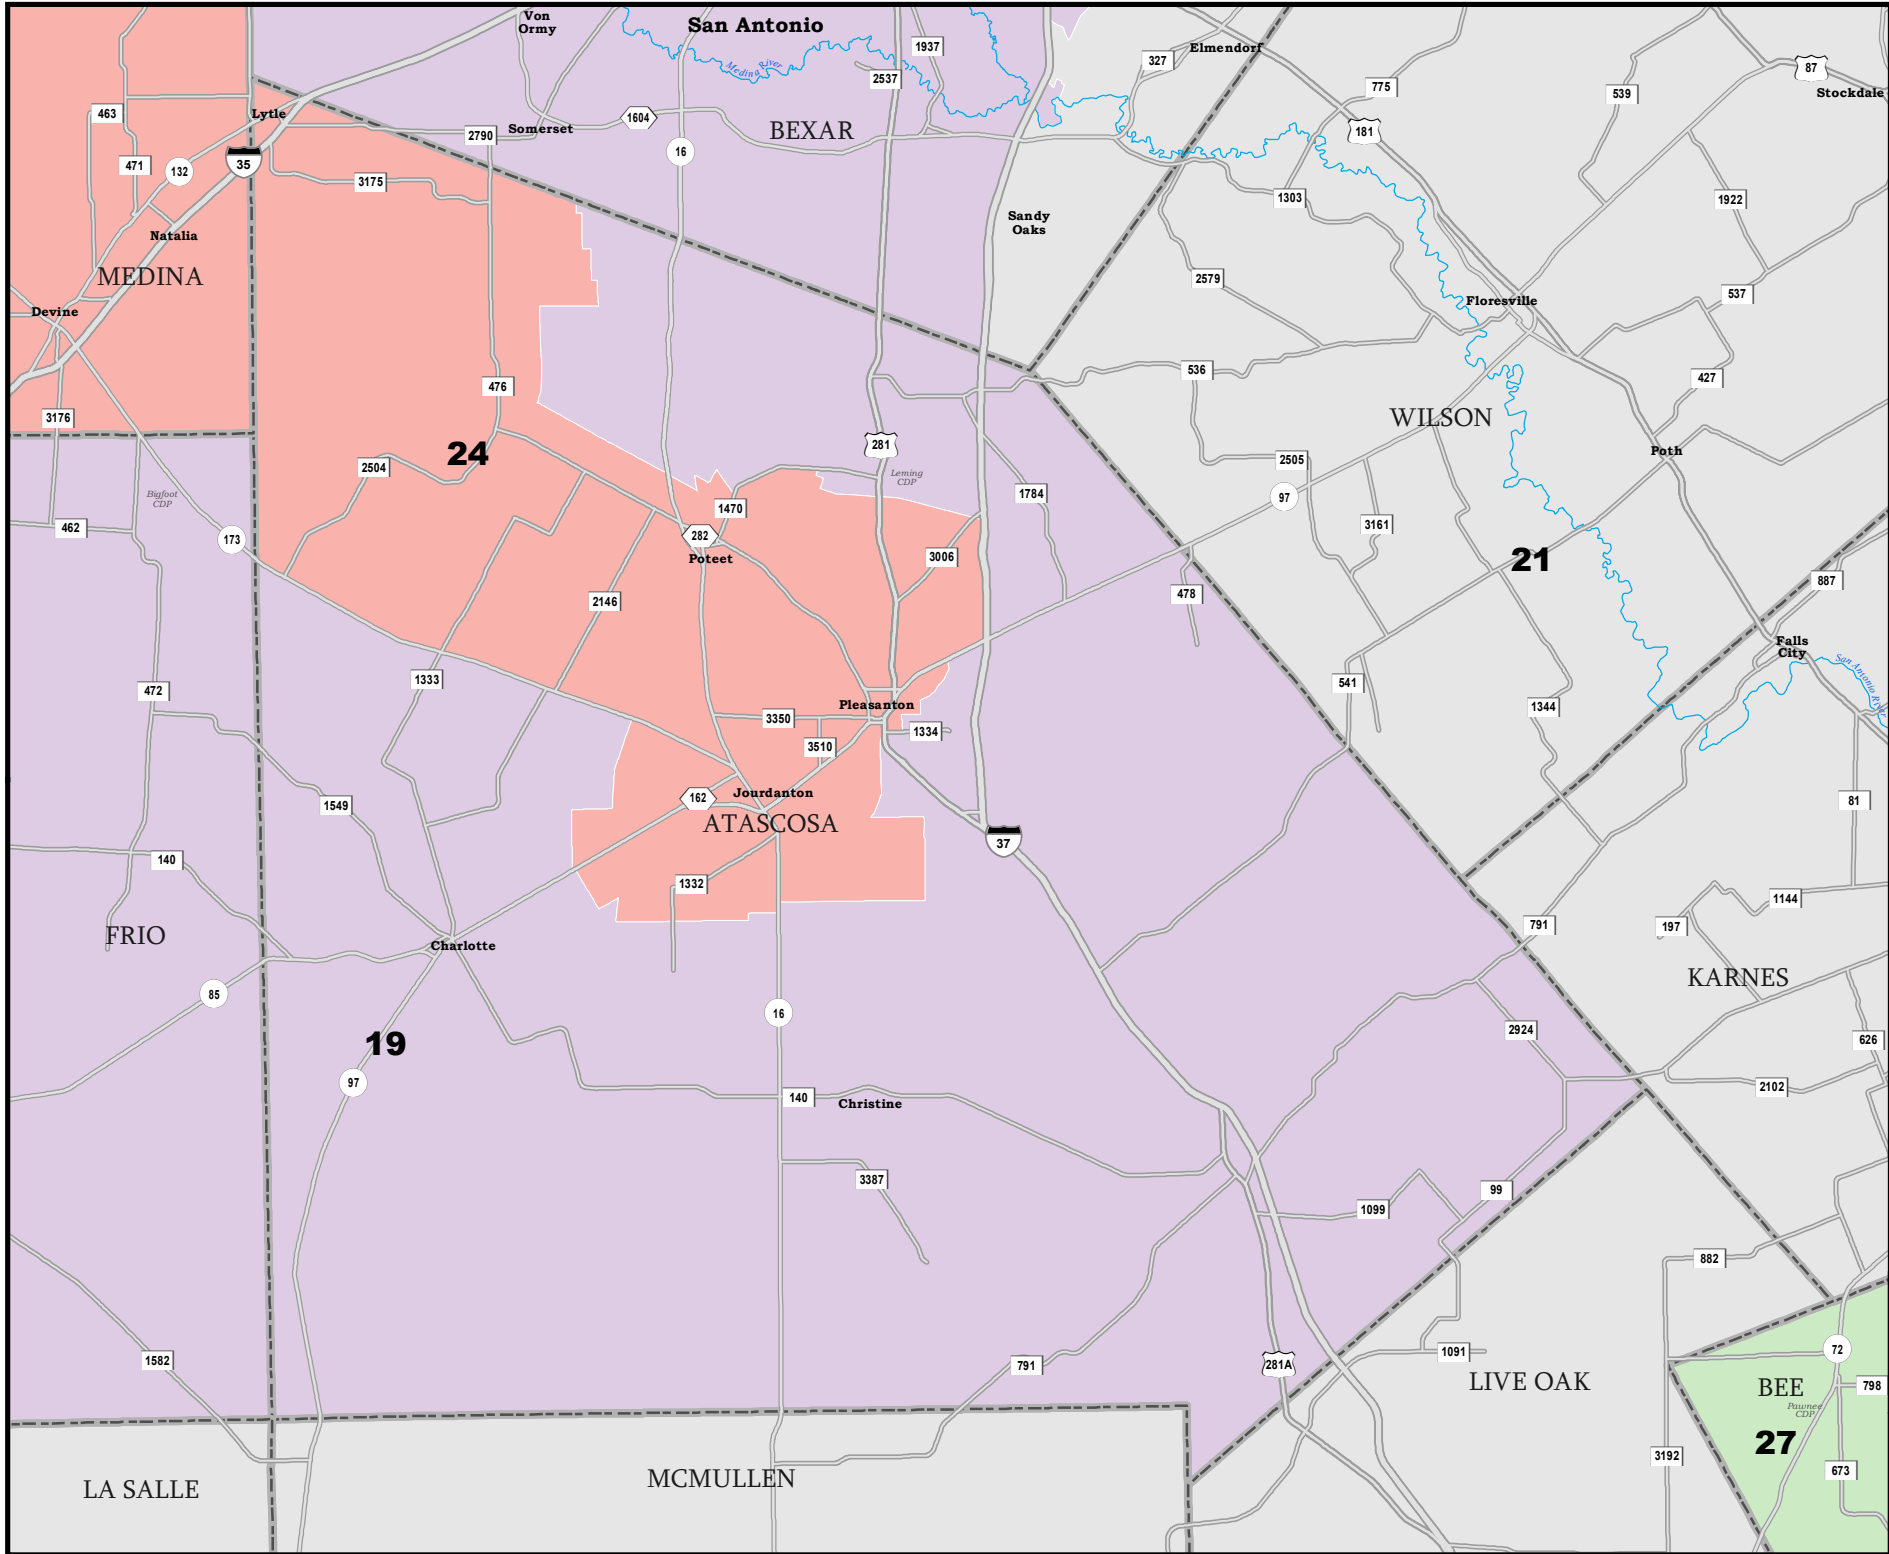 Von
Ormy
San Antonio
1937
Elmendorf
327
87
Medina River
2537
775
539
Stockdale
463
Lytle
1604
2790
Somerset
BEXAR
181
471
132
35
16
3175
1303
1922
Natalia
Sandy
Oaks
MEDINA
2579
537
Devine
Floresville
536
427
476
3176
WILSON
281
24
2504
Poth
2505
Leming
CDP
Bigfoot
CDP
1784
97
1470
462
3161
173
282
Poteet
3006
21
887
2146
478
Falls
City
San Antonio River
1333
541
472
Pleasanton
1344
3350
1334
3510
Jourdanton
162
1549
81
ATASCOSA
37
140
1332
1144
791
197
FRIO
Charlotte
KARNES
85
16
2924
19
626
97
2102
140
Christine
3387
99
1099
882
72
1091
1582
791
281A
LIVE OAK
BEE
798
Pawnee
CDP
27
3192
673
MCMULLEN
LA SALLE